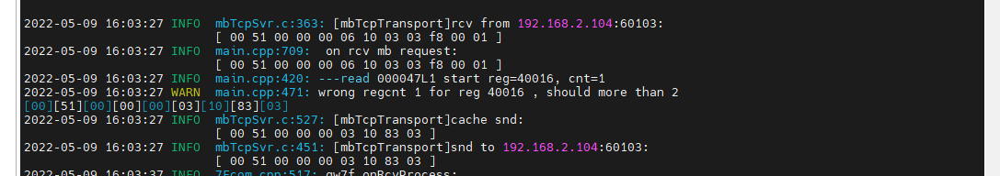 2022-05-09 16:03:27 INFO mbTcpSvr.c:363: [mbTcpTransport]rcv from 192.168.2.104:60103:
[ 00 51 00 00 00 06 10 03 03 f8 00 01 ]
2022-05-09 16:03:27 INFO main.cpp:709: on rcv mb request:
[ 00 51 00 00 00 06 10 03 03 f8 00 01 ]
2022-05-09 16:03:27 INFO main.cpp:420: ---read 000047L1 start reg=40016, cnt=1
2022-05-09 16:03:27 WARN main.cpp:471: wrong regcnt 1 for reg 40016 , should more than 2
[00][51][00][00][00][03][10][83][03]
2022-05-09 16:03:27 INFO mbTcpSvr.c:527: [mbTcpTransport]cache snd:
[ 00 51 00 00 00 03 10 83 03 ]
2022-05-09 16:03:27 INFO mbTcpSvr.c:451: [mbTcpTransport]snd to 192.168.2.104:60103:
[ 00 51 00 00 00 03 10 83 03 ]
2022-05-09 16:03:37 INFO 7Fcom.cpp:517: gw7f onRcvProcess: